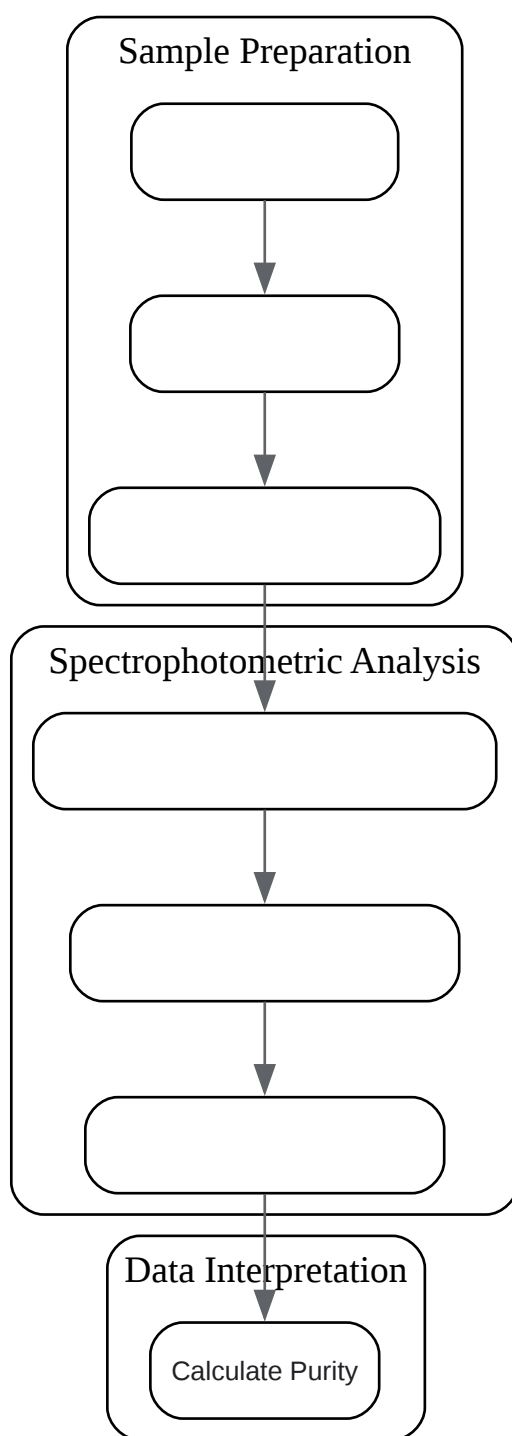 Sample Preparation
Spectrophotometric Analysis
Data Interpretation
Calculate Purity